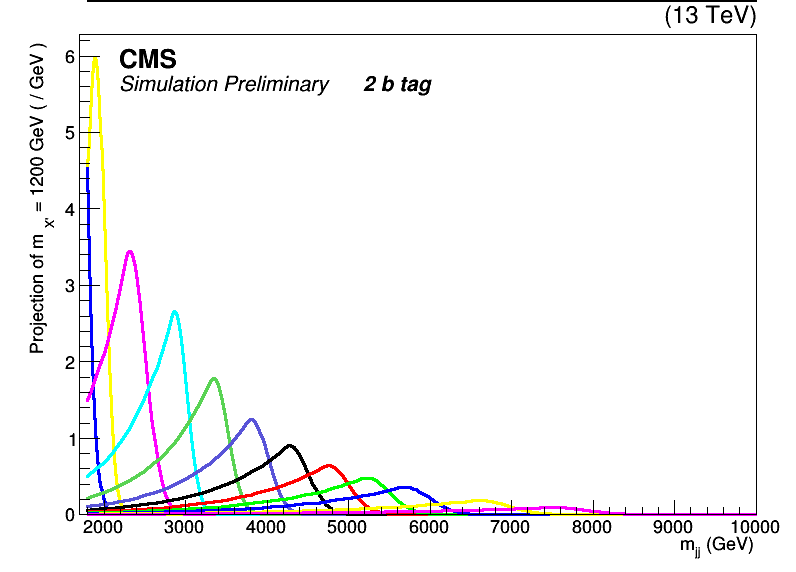 (13 TeV)
CMS
Simulation Preliminary 2 b tag
Projection of m_X' = 1200 GeV ( / GeV )
6
5
4
3
2
1
0
2000 3000 4000 5000 6000 7000 8000 9000 10000
m_jj (GeV)